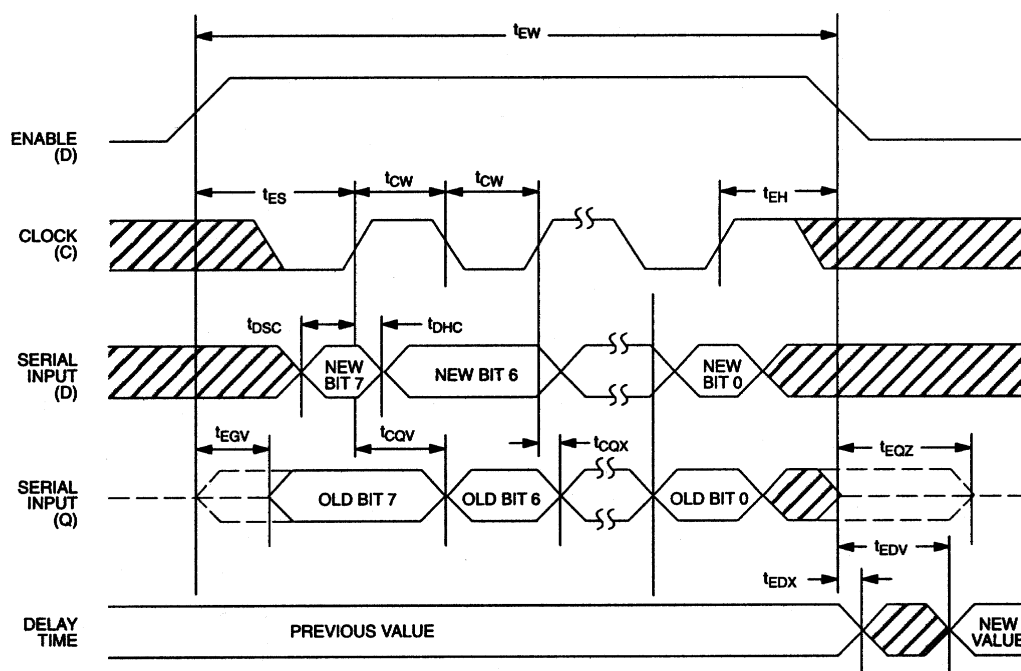 tEW
ENABLE
(D)
tES
tCW
tCW
tEH
CLOCK
(C)
tDSC
tDHC
SERIAL
INPUT
(D)
NEW
BIT 7
NEW BIT 6
NEW
BIT 0
tEGV
tCQV
tCQX
tEQZ
SERIAL
INPUT
(Q)
OLD BIT 7
OLD BIT 6
OLD BIT 0
tEDV
tEDX
DELAY
TIME
PREVIOUS VALUE
NEW
VALUE